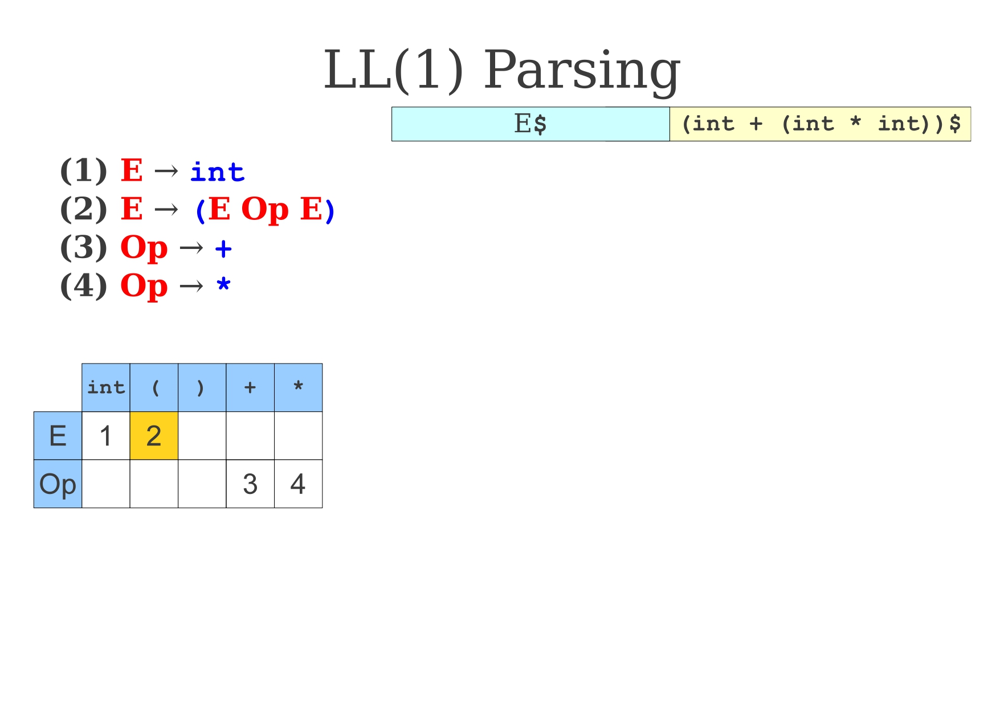 LL(1) Parsing
E$ (int + (int * int))$
(1) E → int
(2) E → (E Op E)
(3) Op → +
(4) Op → *
int ( ) + *
E 1 2
Op 3 4